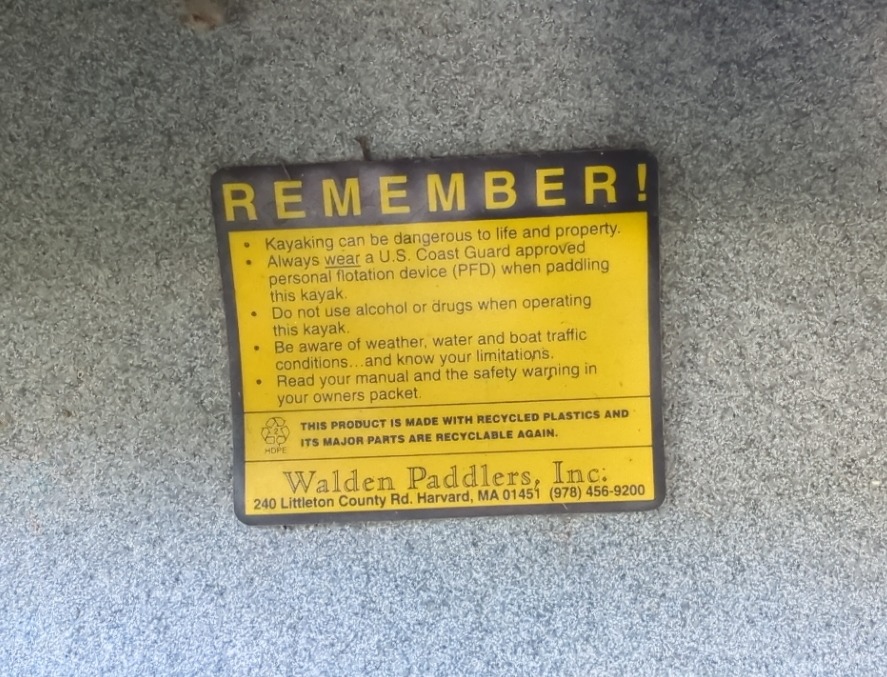 REMEMBER!
• Kayaking can be dangerous to life and property.
• Always wear a U.S. Coast Guard approved
personal flotation device (PFD) when paddling
this kayak.
• Do not use alcohol or drugs when operating
this kayak.
• Be aware of weather, water and boat traffic
conditions...and know your limitations.
• Read your manual and the safety warning in
your owners packet.
2
HDPE
THIS PRODUCT IS MADE WITH RECYCLED PLASTICS AND
ITS MAJOR PARTS ARE RECYCLABLE AGAIN.
Walden Paddlers, Inc.
240 Littleton County Rd. Harvard, MA 01451 (978) 456-9200